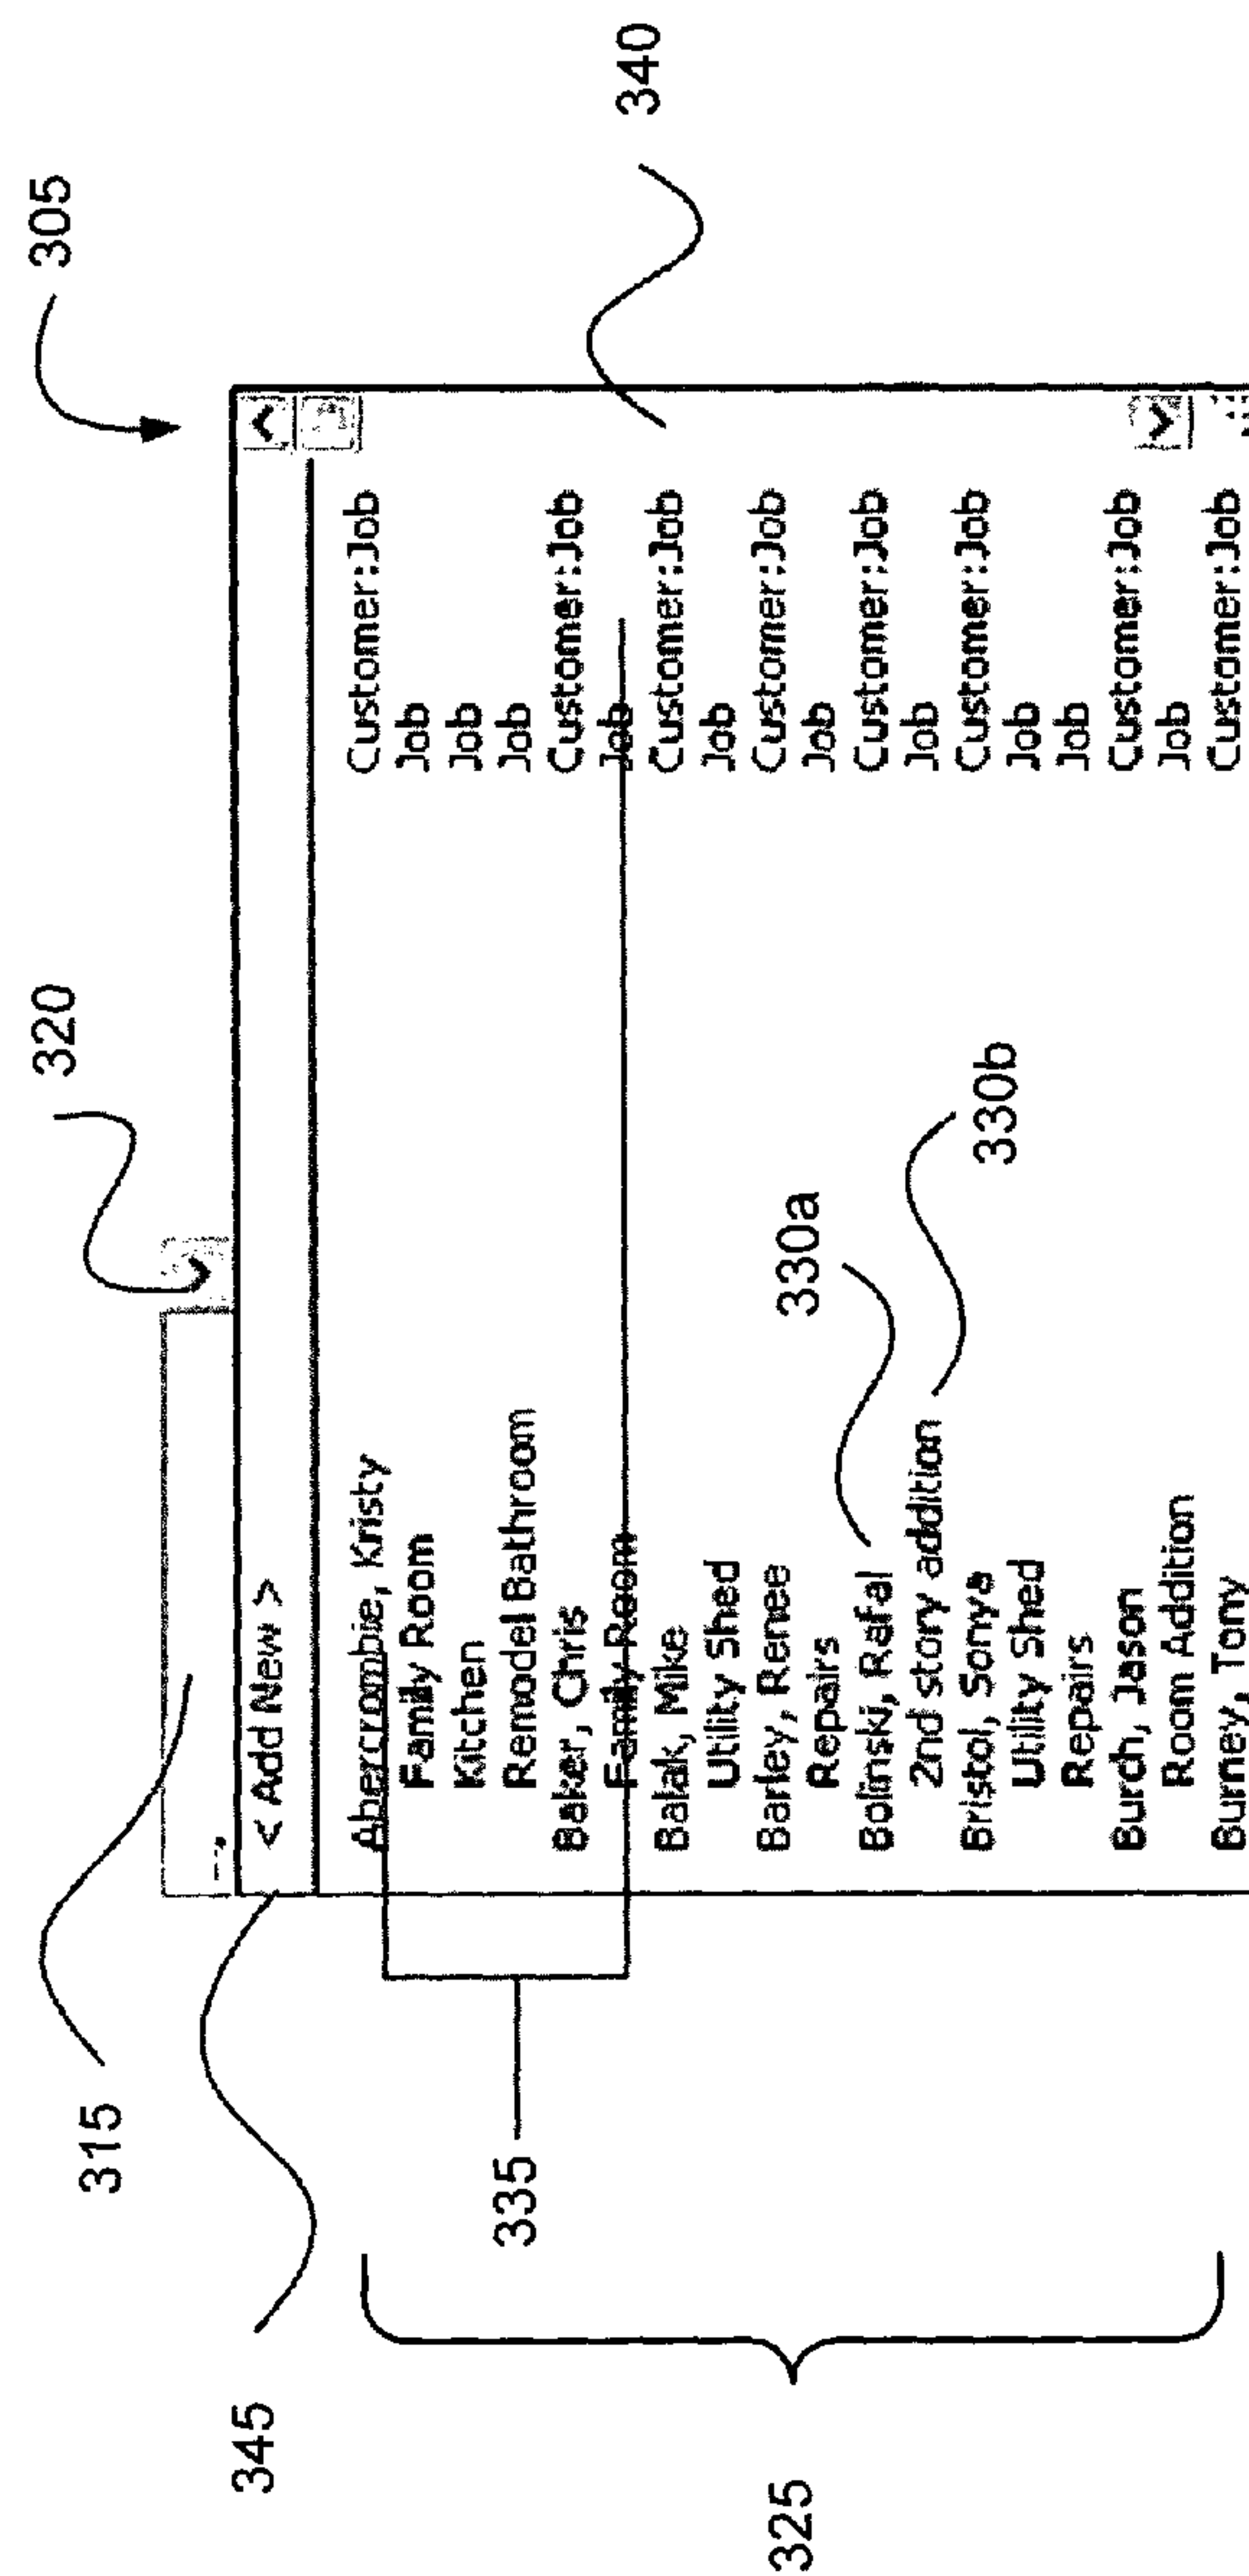 305
320
315
340
345
< Add New >
Abercrombie, Kristy Customer:Job
Family Room Job
Kitchen Job
Remodel Bathroom Job
Baker, Chris Customer:Job
Family Room Job
335
Balak, Mike Customer:Job
Utility Shed Job
Barley, Renee Customer:Job
Repairs Job
330a
Bolinski, Rafal Customer:Job
2nd story addition Job
330b
Bristol, Sonya Customer:Job
Utility Shed Job
Repairs Job
Burch, Jason Customer:Job
Room Addition Job
Burney, Tony Customer:Job
325